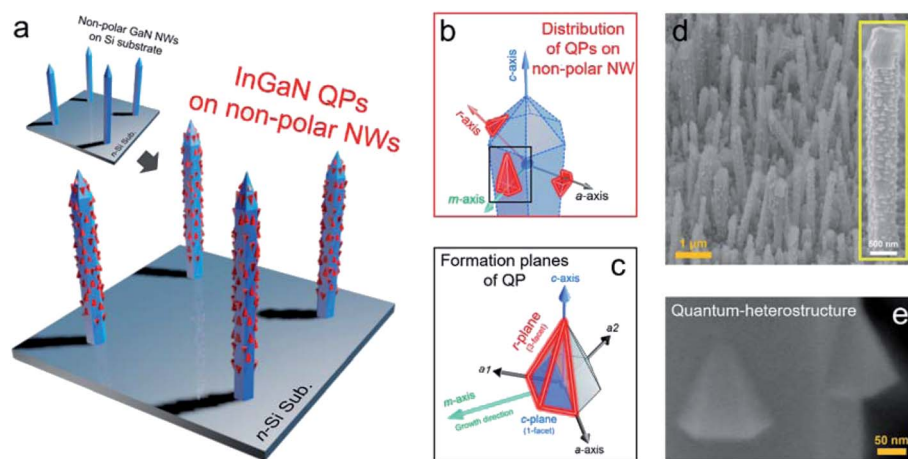 a
Non-polar GaN NWs
on Si substrate
n-Si Sub.
InGaN QPs
on non-polar NWs
n-Si Sub.
b
Distribution
of QPs on
non-polar NW
c-axis
r-axis
m-axis
a-axis
Formation planes
of QP
c
c-axis
r-plane
(3-facet)
a2
a1
m-axis
Growth direction
c-plane
(1-facet)
a-axis
d
1 μm
500 nm
Quantum-heterostructure
e
50 nm